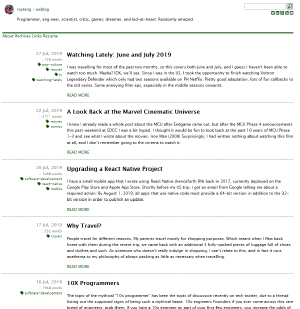 nyxtang : weblog
Programmer, engineer, scientist, critic, gamer, dreamer, and kid-at-heart. Randomly amazed
About Archives Links Resume
27 Jul, 2019
Watching Lately: June and July 2019
I was travelling for most of the past two months, so this covers both June and July, and I guess I haven't been able to
watch too much. Maybe? IDK, we'll see. Since I was in the US, I took the opportunity to finish watching Voltron:
Legendary Defender which only had two seasons available on PH Netflix. Pretty good, lots of fan callbacks to
the old series. Some annoying filler eps, especially in the middle seasons onwards.
READ MORE
22 Jul, 2019
A Look Back at the Marvel Cinematic Universe
I know I already made a whole post about the MCU after Endgame came out, but after the MCU Phase 4 announcements
this past weekend at SDCC I was a bit hyped. I thought it would be fun to look back at the past 10 years of MCU Phase
1-3 and see what I wrote about the movies. Iron Man (2008) Surprisingly, I had written nothing about watching this film
at all, and I don't remember going to the cinema to watch it.
READ MORE
20 Jul, 2019
software development
react native
mobile
Upgrading a React Native Project
I have a small mobile app that I wrote using React Native (henceforth RN) back in 2017, currently deployed on the
Google Play Store and Apple App Store. Shortly before my US trip, I got an email from Google telling me about a
required action: By August 1, 2019, all apps that use native code must provide a 64-bit version in addition to the 32-
bit version in order to publish an update.
READ MORE
19 Jul, 2019
travels
Why Travel?
People travel for different reasons. My parents travel mostly for shopping purposes. Which meant when I flew back
home with them during the recent trip, we came back with an additional 3 fully-packed pieces of luggage full of shoes
and clothes and such. As someone who doesn't really indulge in shopping, I can't relate to this, and in fact it runs
anathema to my philosophy of always packing as little as necessary when travelling.
READ MORE
18 Jul, 2019
software development
10X Programmers
The topic of the mythical "10x programmer" has been the topic of discussion recently on tech twitter, due to a thread
listing out the supposed signs of being such a mythical beast. 10x engineers Founders if you ever come across this rare
breed of engineers, grab them. If you have a 10x engineer as part of your first few engineers, you increase the odds of